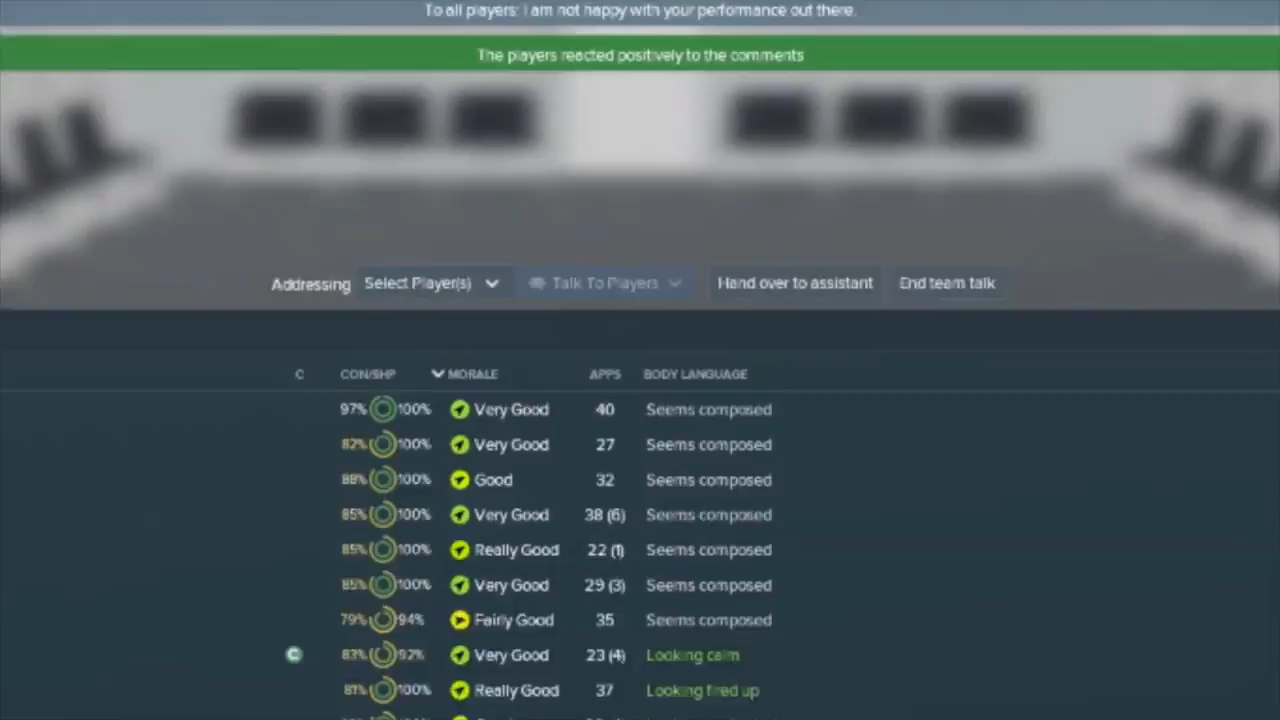 To all players: I am not happy with your performance out there.
The players reacted positively to the comments
Addressing Select Player(s) Talk To Players Hand over to assistant End team talk
C CON/SHP MORALE APPS BODY LANGUAGE
97% 100% Very Good 40 Seems composed
82% 100% Very Good 27 Seems composed
88% 100% Good 32 Seems composed
85% 100% Very Good 38 (6) Seems composed
85% 100% Really Good 22 (1) Seems composed
85% 100% Very Good 29 (3) Seems composed
79% 94% Fairly Good 35 Seems composed
C 83% 92% Very Good 23 (4) Looking calm
81% 100% Really Good 37 Looking fired up